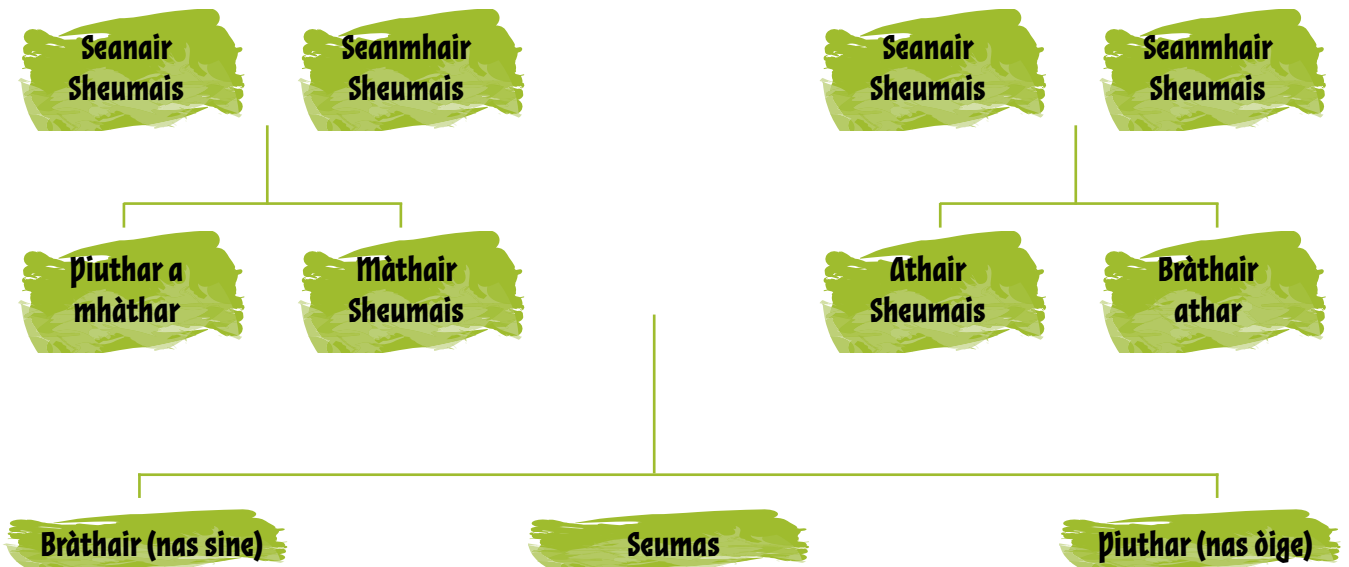 Seanair
Sheumais
Seanmhair
Sheumais
Seanair
Sheumais
Seanmhair
Sheumais
Piuthar a
mhàthar
Màthair
Sheumais
Athair
Sheumais
Bràthair
athar
Bràthair (nas sine)
Seumas
Piuthar (nas òige)